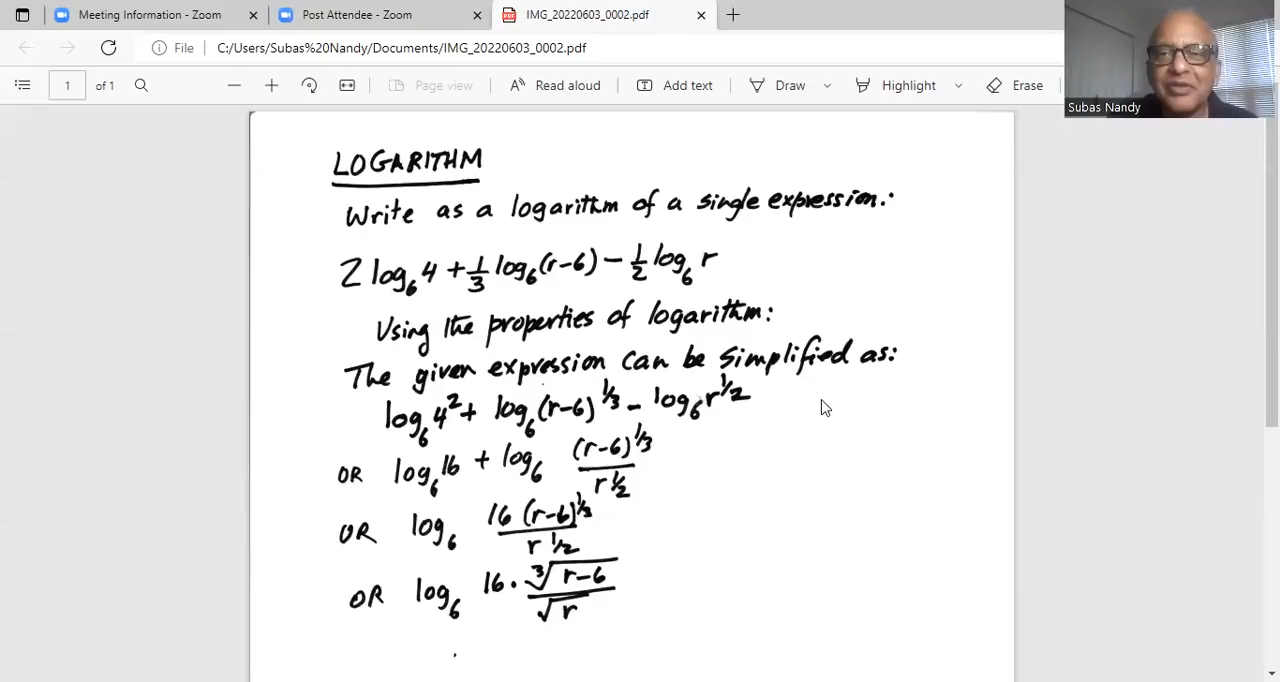 Meeting Information - Zoom
Post Attendee - Zoom
IMG_20220603_0002.pdf
File C:/Users/Subas%20Nandy/Documents/IMG_20220603_0002.pdf
1 of 1 Page view Read aloud Add text Draw Highlight Erase
Subas Nandy
LOGARITHM
Write as a logarithm of a single expression:
2 log₆ 4 + 1/3 log₆ (r-6) - 1/2 log₆ r
Using the properties of logarithm:
The given expression can be simplified as:
log₆ 4² + log₆ (r-6)^1/3 - log₆ r^1/2
OR log₆ 16 + log₆ (r-6)^1/3 / r^1/2
OR log₆ 16 (r-6)^1/3 / r^1/2
OR log₆ 16 · ∛(r-6) / √r